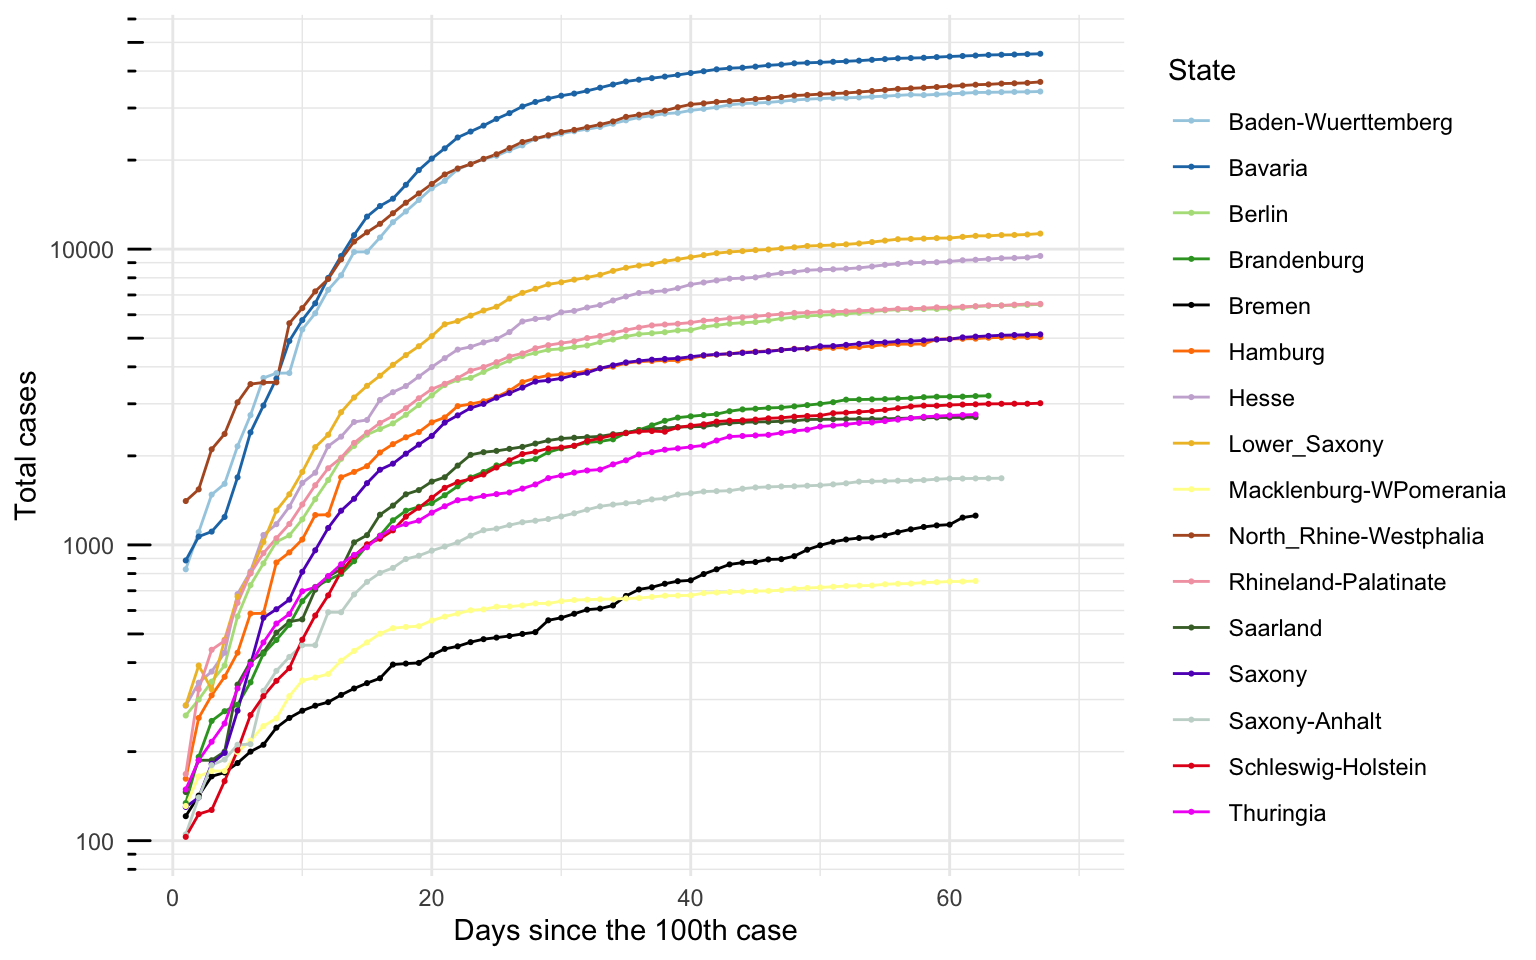 Total cases
10000
1000
100
0
20
40
60
Days since the 100th case
State
Baden-Wuerttemberg
Bavaria
Berlin
Brandenburg
Bremen
Hamburg
Hesse
Lower_Saxony
Macklenburg-WPomerania
North_Rhine-Westphalia
Rhineland-Palatinate
Saarland
Saxony
Saxony-Anhalt
Schleswig-Holstein
Thuringia